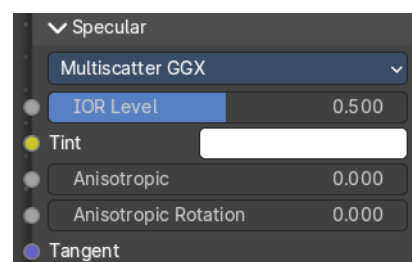 Specular
Multiscatter GGX
IOR Level 0.500
Tint
Anisotropic 0.000
Anisotropic Rotation 0.000
Tangent